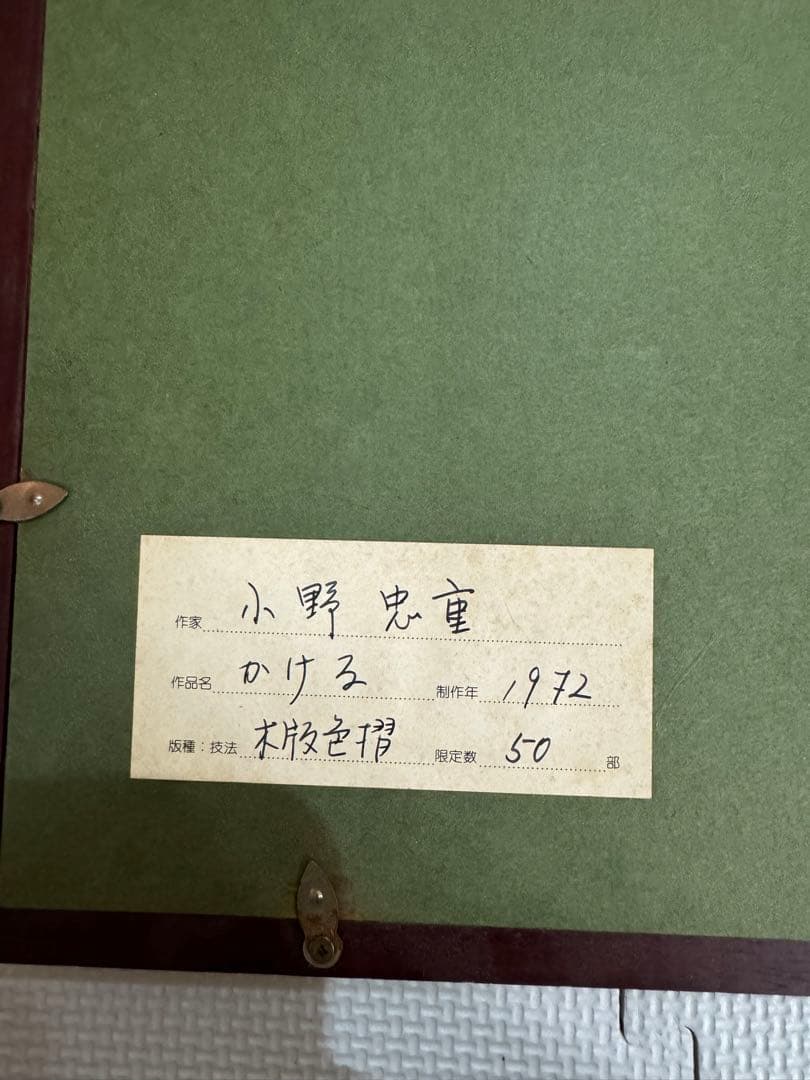 作家 小野 忠重
作品名 かける 制作年 1972
版種：技法 木版色摺 限定数 50 部